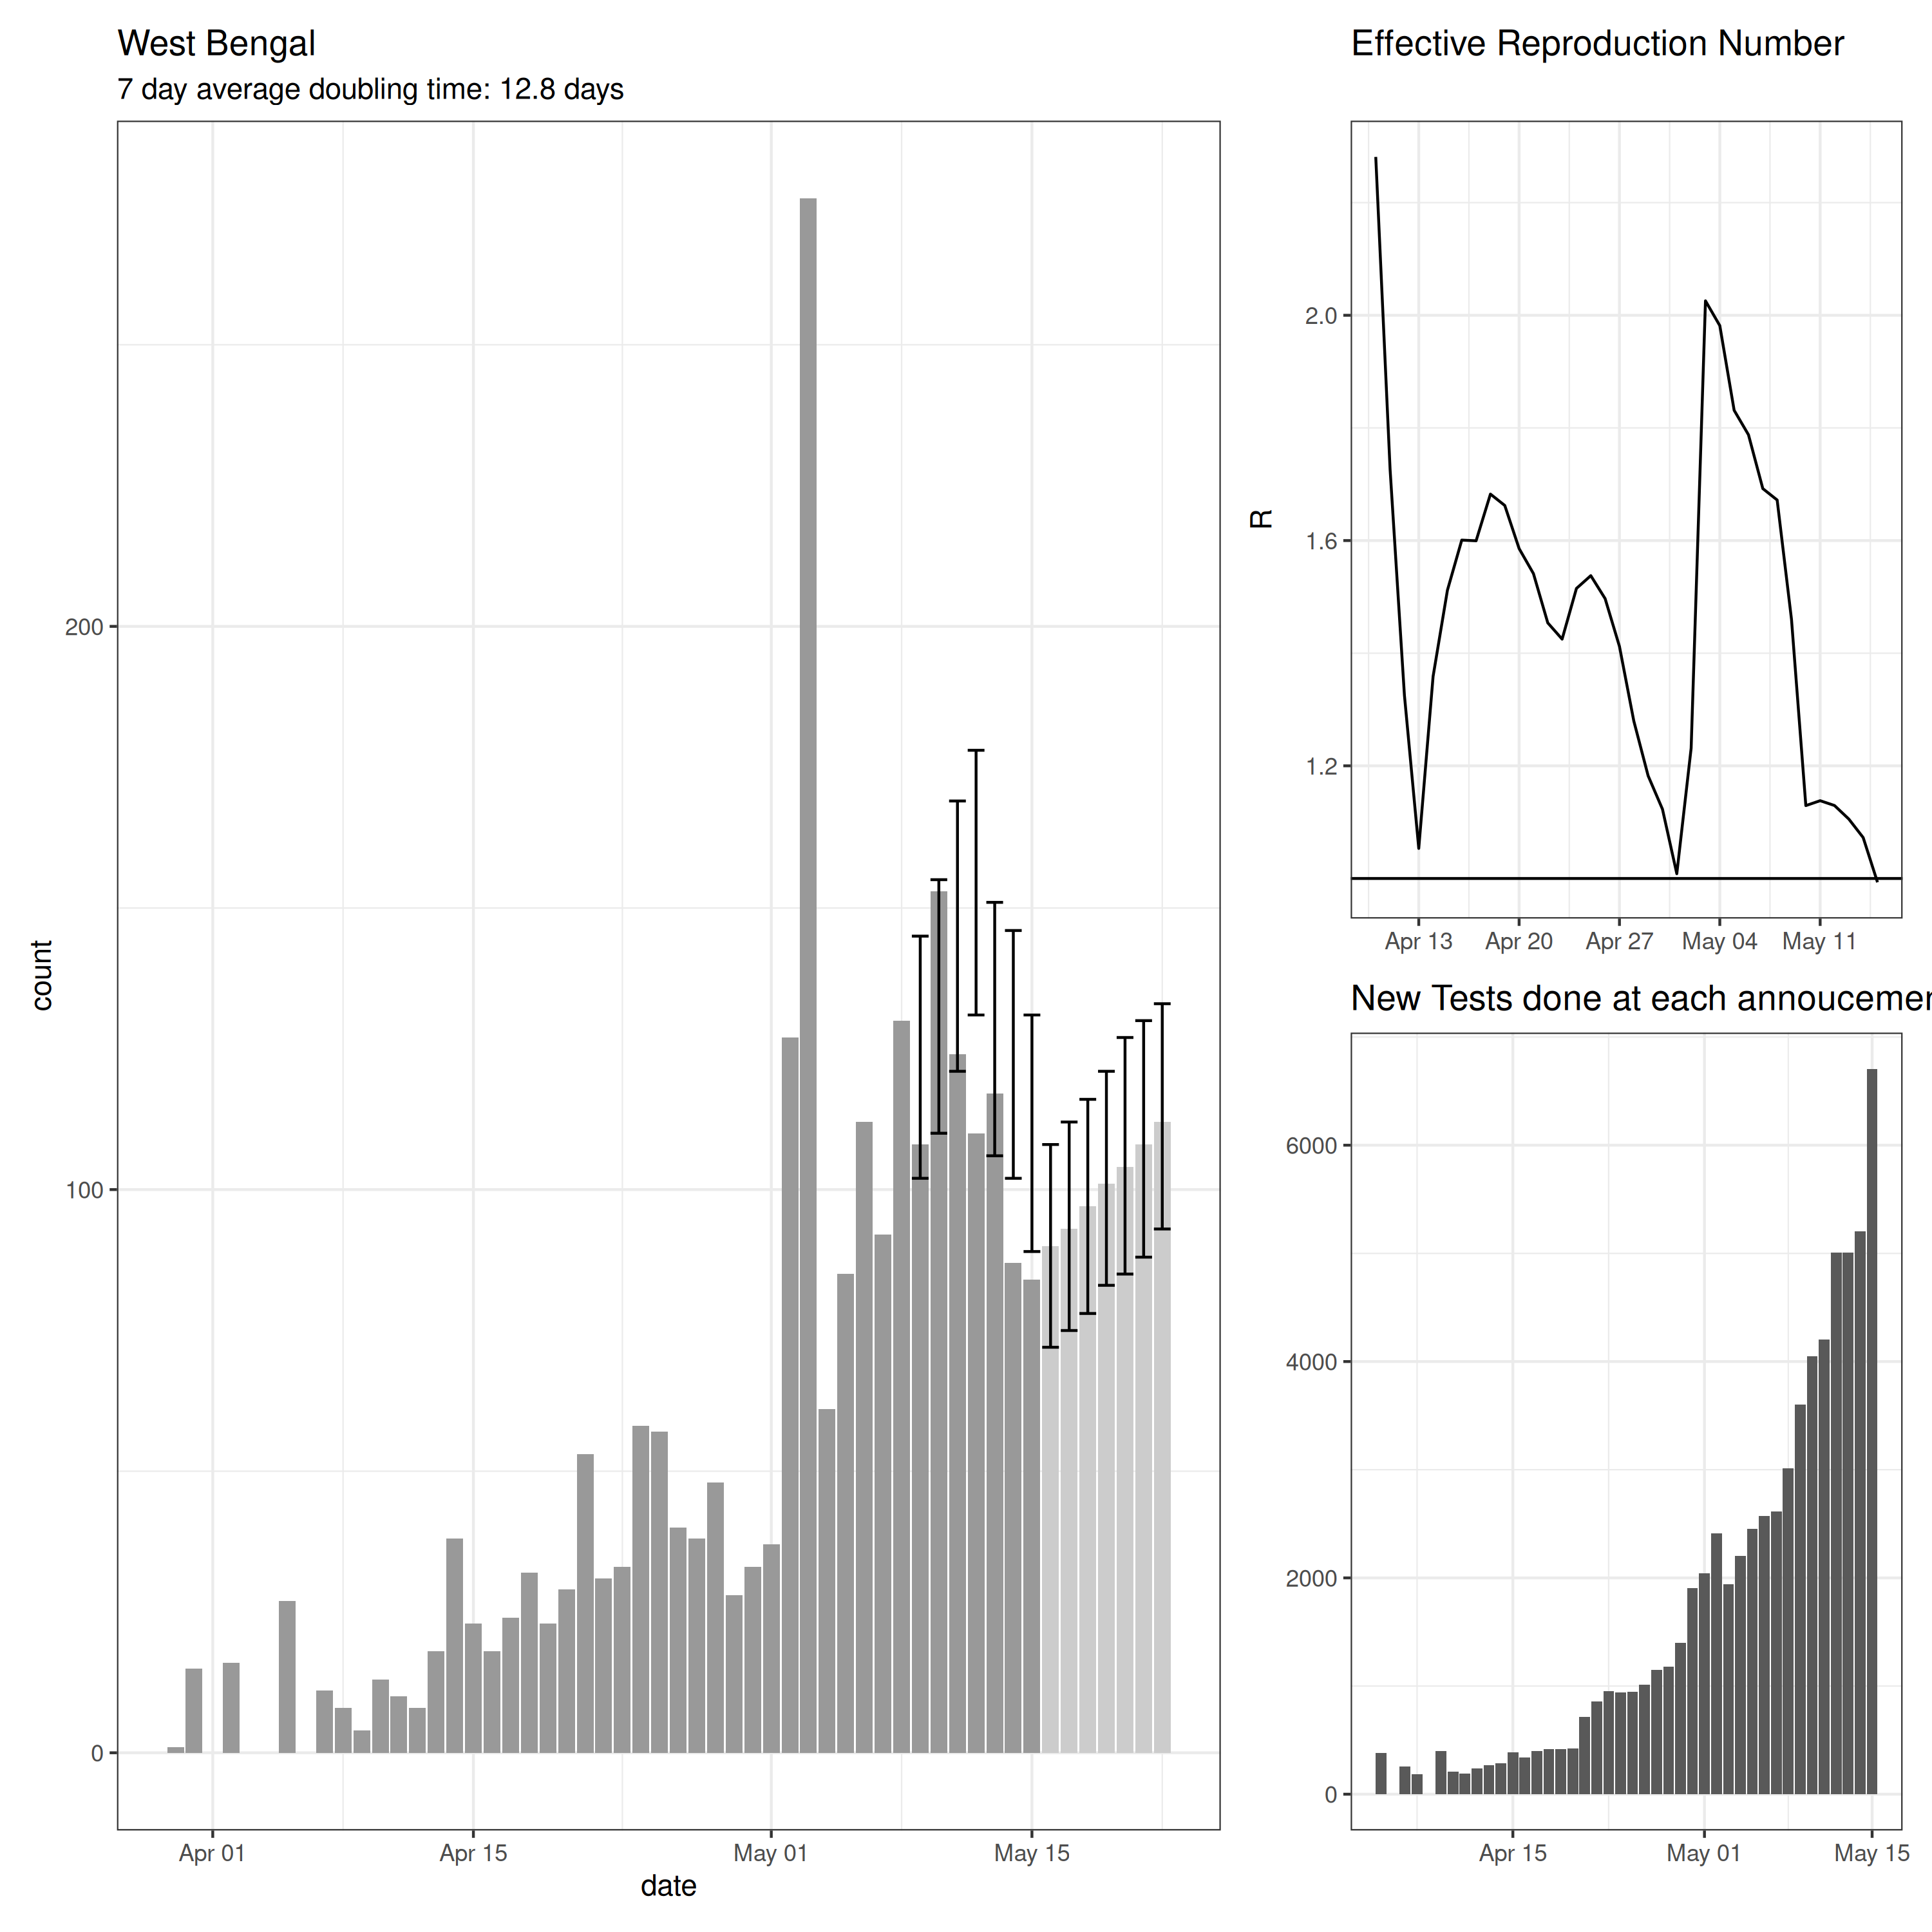 West Bengal
7 day average doubling time: 12.8 days
count
200
100
0
Apr 01 Apr 15 May 01 May 15
date
Effective Reproduction Number
R
2.0
1.6
1.2
Apr 13 Apr 20 Apr 27 May 04 May 11
New Tests done at each annoucemen
6000
4000
2000
0
Apr 15 May 01 May 15